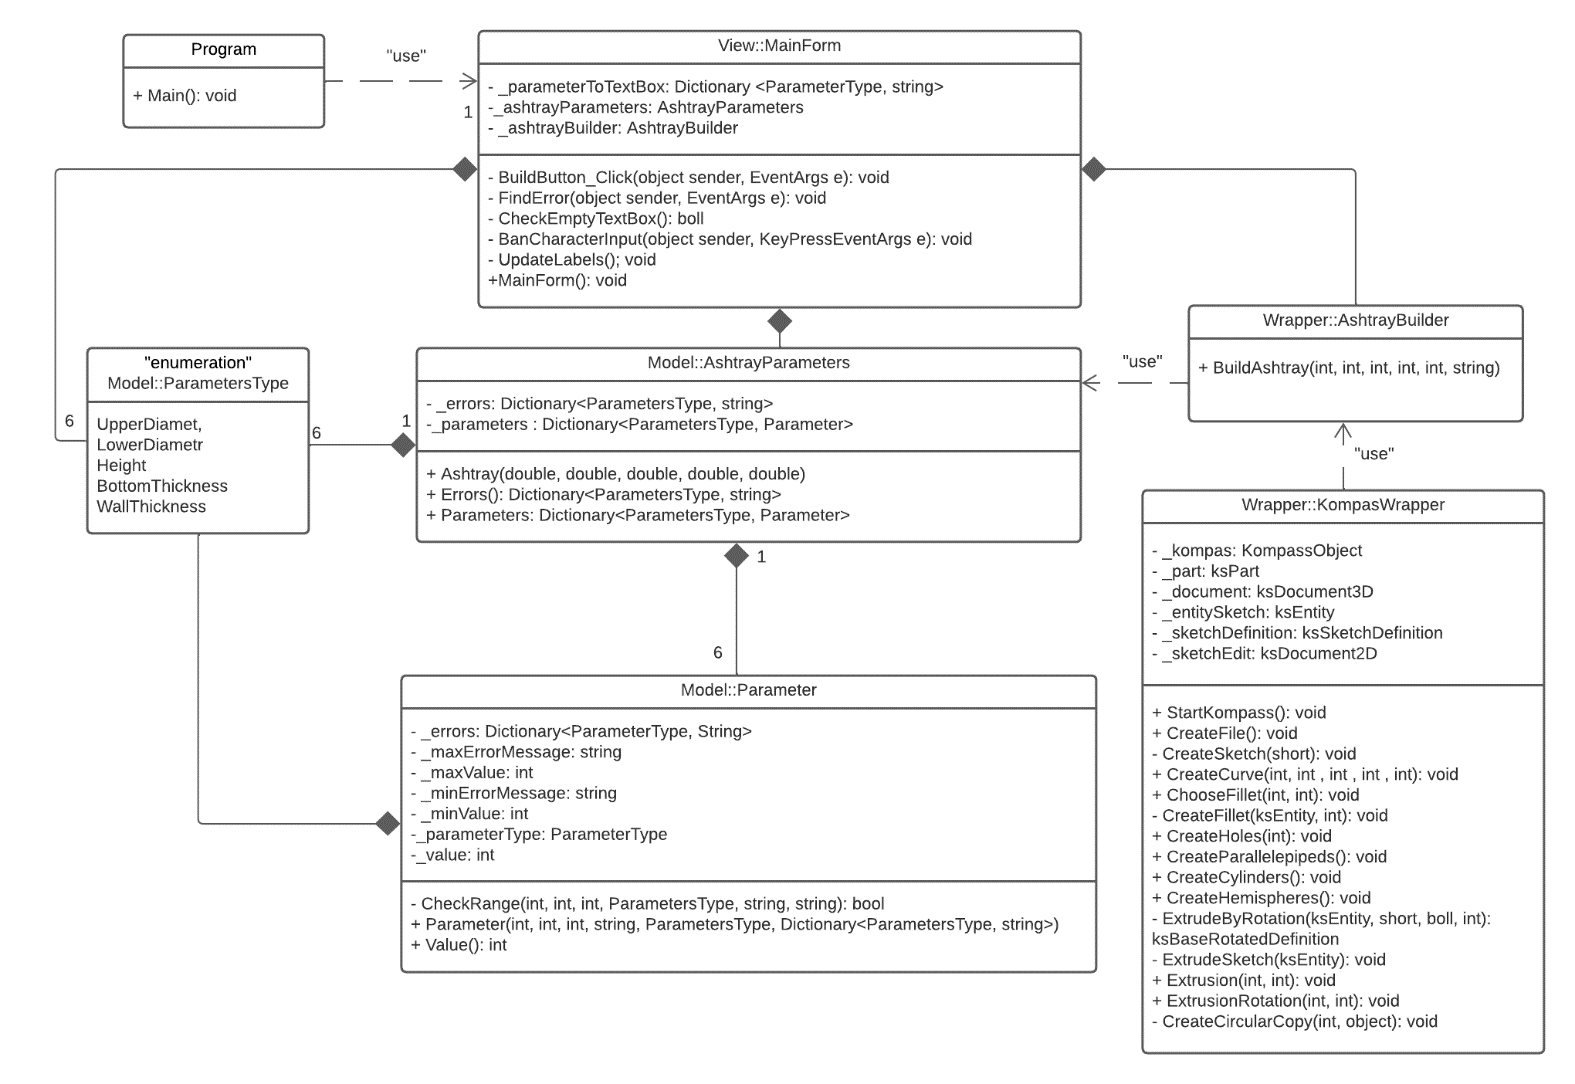 Program
+ Main(): void
"use"
1
View::MainForm
- _parameterToTextBox: Dictionary <ParameterType, string>
-_ashtrayParameters: AshtrayParameters
- _ashtrayBuilder: AshtrayBuilder
- BuildButton_Click(object sender, EventArgs e): void
- FindError(object sender, EventArgs e): void
- CheckEmptyTextBox(): boll
- BanCharacterInput(object sender, KeyPressEventArgs e): void
- UpdateLabels(); void
+MainForm(): void
"enumeration"
Model::ParametersType
UpperDiamet,
LowerDiametr
Height
BottomThickness
WallThickness
6
6
1
Model::AshtrayParameters
- _errors: Dictionary<ParametersType, string>
-_parameters : Dictionary<ParametersType, Parameter>
+ Ashtray(double, double, double, double, double)
+ Errors(): Dictionary<ParametersType, string>
+ Parameters: Dictionary<ParametersType, Parameter>
"use"
Wrapper::AshtrayBuilder
+ BuildAshtray(int, int, int, int, int, string)
"use"
1
6
Model::Parameter
- _errors: Dictionary<ParameterType, String>
- _maxErrorMessage: string
- _maxValue: int
- _minErrorMessage: string
- _minValue: int
-_parameterType: ParameterType
-_value: int
- CheckRange(int, int, int, ParametersType, string, string): bool
+ Parameter(int, int, int, string, ParametersType, Dictionary<ParametersType, string>)
+ Value(): int
Wrapper::KompasWrapper
- _kompas: KompassObject
- _part: ksPart
- _document: ksDocument3D
- _entitySketch: ksEntity
- _sketchDefinition: ksSketchDefinition
- _sketchEdit: ksDocument2D
+ StartKompass(): void
+ CreateFile(): void
- CreateSketch(short): void
+ CreateCurve(int, int , int , int , int): void
+ ChooseFillet(int, int): void
- CreateFillet(ksEntity, int): void
+ CreateHoles(int): void
+ CreateParallelepipeds(): void
+ CreateCylinders(): void
+ CreateHemispheres(): void
- ExtrudeByRotation(ksEntity, short, boll, int):
ksBaseRotatedDefinition
- ExtrudeSketch(ksEntity): void
+ Extrusion(int, int): void
+ ExtrusionRotation(int, int): void
- CreateCircularCopy(int, object): void